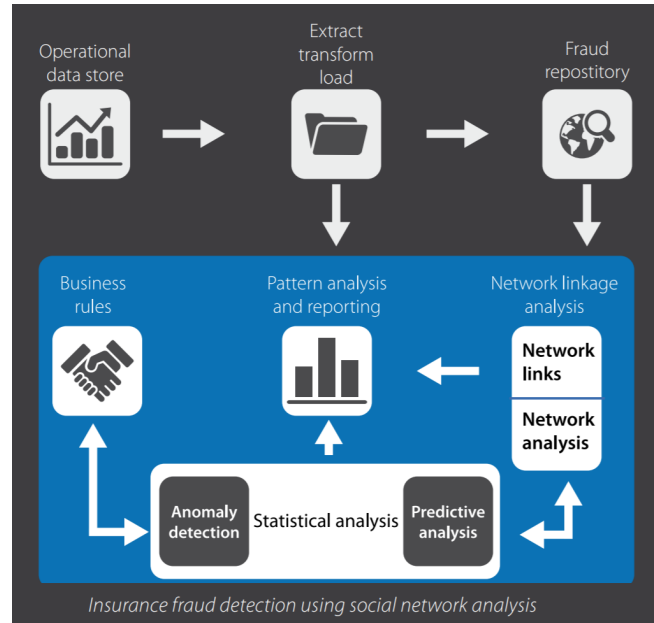 Operational
data store
Extract
transform
load
Fraud
repostitory
Business
rules
Pattern analysis
and reporting
Network linkage
analysis
Network
links
Network
analysis
Anomaly
detection
Statistical analysis
Predictive
analysis
Insurance fraud detection using social network analysis